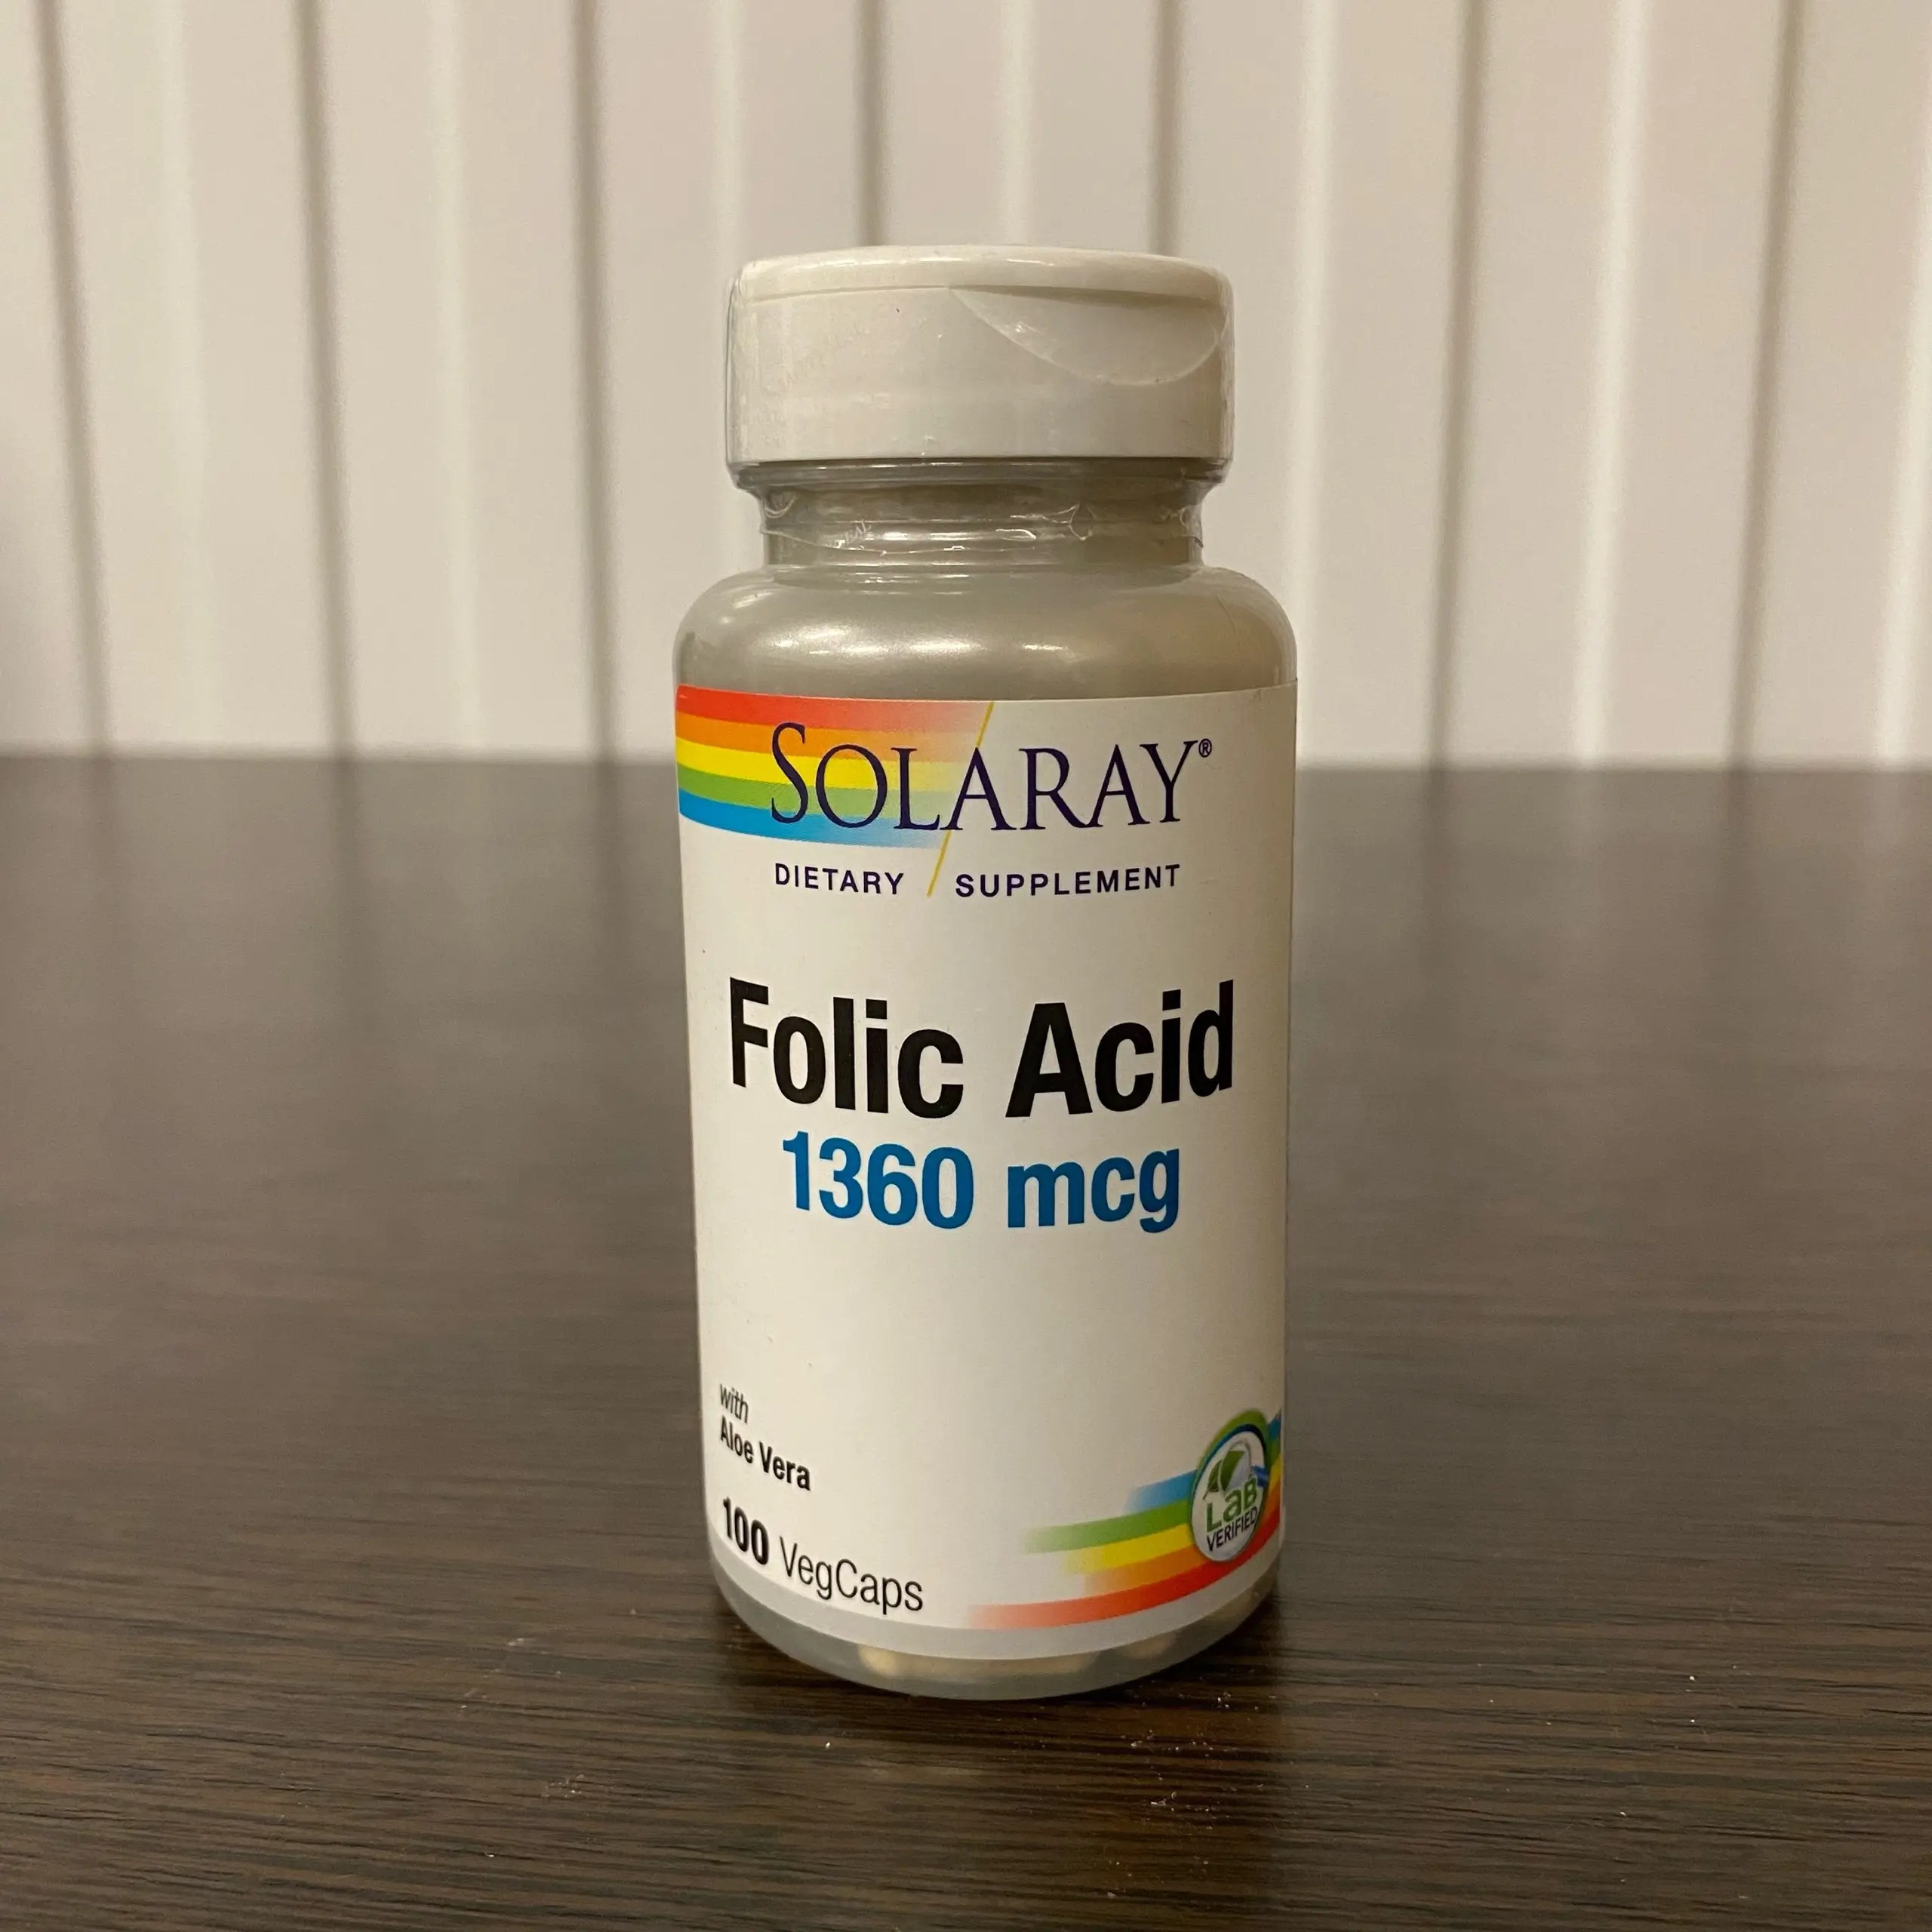 SOLARAY®
DIETARY SUPPLEMENT
Folic Acid
1360 mcg
with
Aloe Vera
100 VegCaps
LaB
VERIFIED